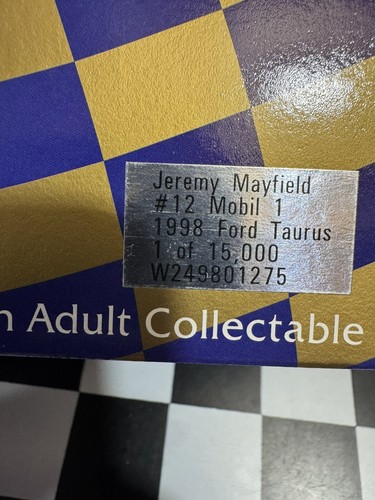 Jeremy Mayfield
#12 Mobil 1
1998 Ford Taurus
1 of 15,000
W249801275
n Adult Collectable